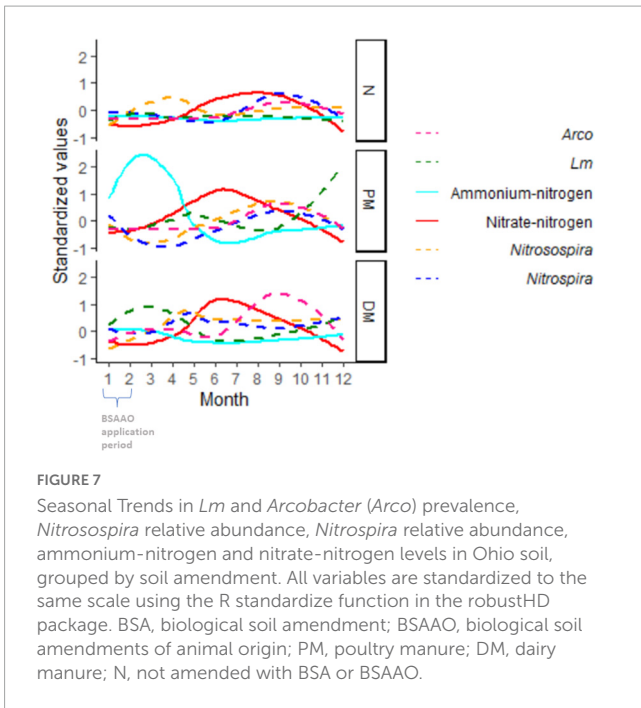 2
1
0
-1
N
2
1
0
-1
PM
2
1
0
-1
DM
Standardized values
1 2 3 4 5 6 7 8 9 10 11 12
Month
BSAAO
application
period
Arco
Lm
Ammonium-nitrogen
Nitrate-nitrogen
Nitrosospira
Nitrospira
FIGURE 7
Seasonal Trends in Lm and Arcobacter (Arco) prevalence,
Nitrosospira relative abundance, Nitrospira relative abundance,
ammonium-nitrogen and nitrate-nitrogen levels in Ohio soil,
grouped by soil amendment. All variables are standardized to the
same scale using the R standardize function in the robustHD
package. BSA, biological soil amendment; BSAAO, biological soil
amendments of animal origin; PM, poultry manure; DM, dairy
manure; N, not amended with BSA or BSAAO.